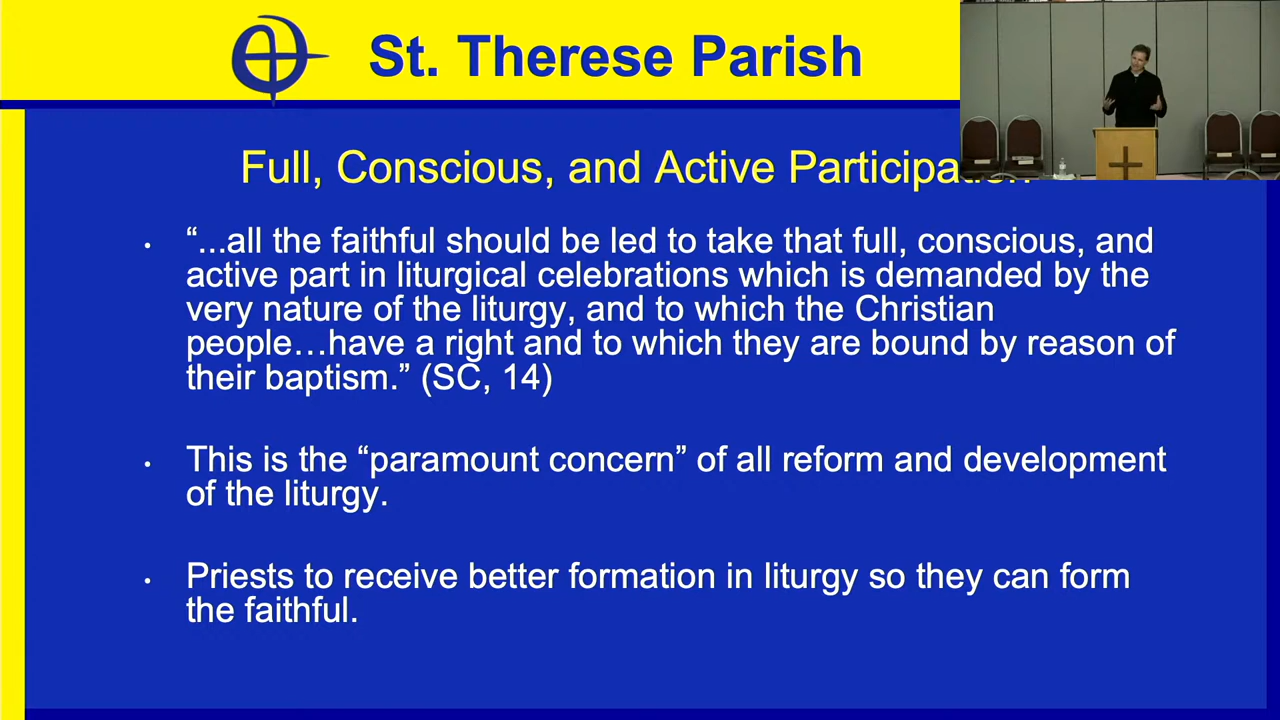 St. Therese Parish
Full, Conscious, and Active Participation
“...all the faithful should be led to take that full, conscious, and
active part in liturgical celebrations which is demanded by the
very nature of the liturgy, and to which the Christian
people…have a right and to which they are bound by reason of
their baptism.” (SC, 14)
This is the “paramount concern” of all reform and development
of the liturgy.
Priests to receive better formation in liturgy so they can form
the faithful.